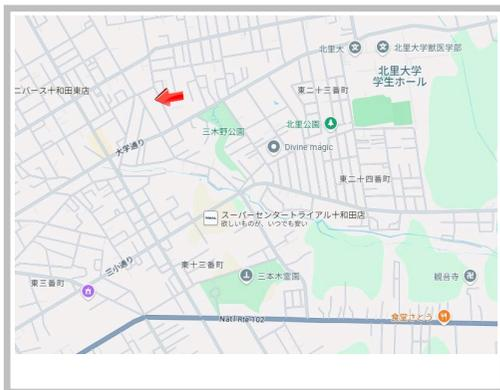 北里大
北里大学獣医学部
北里大学
学生ホール
ニバース十和田東店
東二十三番町
三木野公園
北里公園
大学通り
Divine magic
東二十四番町
スーパーセンタートライアル十和田店
欲しいものが、いつでも安い
東十三番町
三小通り
東三番町
三本木霊園
観音寺
食堂さとう
Nat'l Rte 102